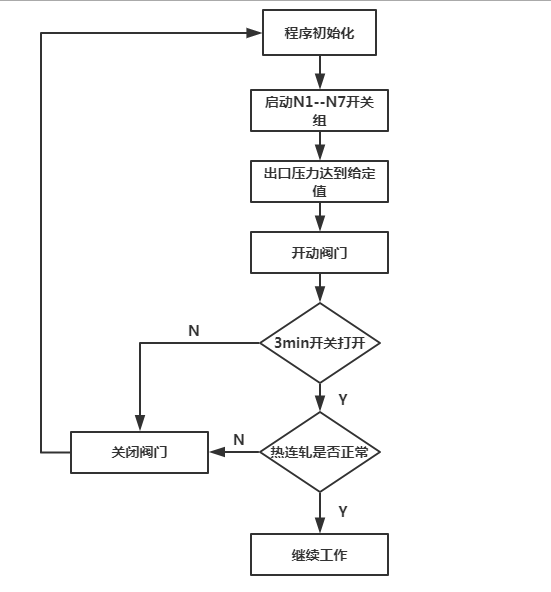 程序初始化
启动N1--N7开关
组
出口压力达到给定
值
开动阀门
N
3min开关打开
Y
关闭阀门
N
热连轧是否正常
Y
继续工作